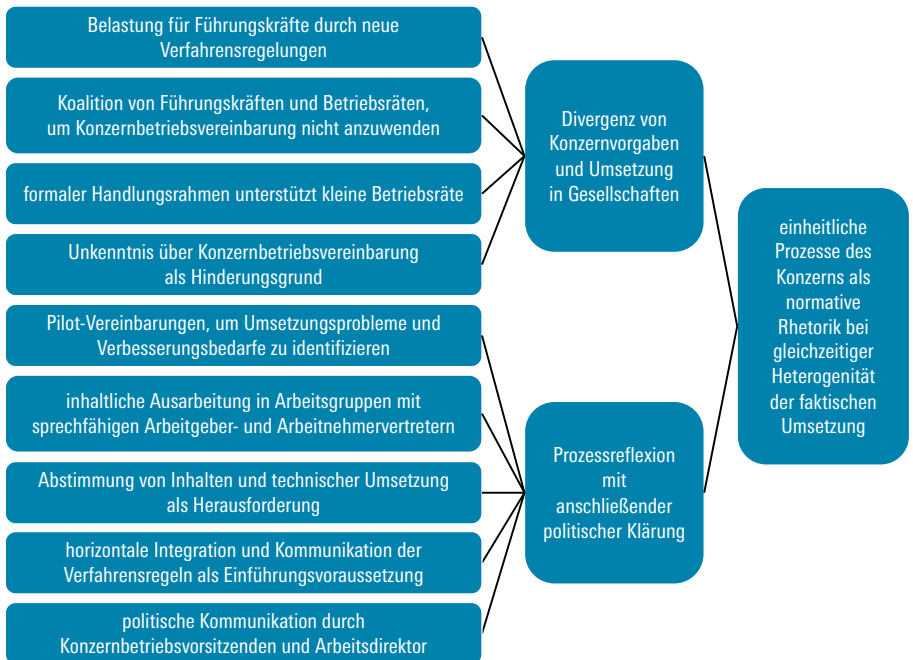 Belastung für Führungskräfte durch neue
Verfahrensregelungen
Koalition von Führungskräften und Betriebsräten,
um Konzernbetriebsvereinbarung nicht anzuwenden
formaler Handlungsrahmen unterstützt kleine Betriebsräte
Unkenntnis über Konzernbetriebsvereinbarung
als Hinderungsgrund
Pilot-Vereinbarungen, um Umsetzungsprobleme und
Verbesserungsbedarfe zu identifizieren
inhaltliche Ausarbeitung in Arbeitsgruppen mit
sprechfähigen Arbeitgeber- und Arbeitnehmervertretern
Abstimmung von Inhalten und technischer Umsetzung
als Herausforderung
horizontale Integration und Kommunikation der
Verfahrensregeln als Einführungsvoraussetzung
politische Kommunikation durch
Konzernbetriebsvorsitzenden und Arbeitsdirektor
Divergenz von
Konzernvorgaben
und Umsetzung
in Gesellschaften
Prozessreflexion
mit
anschließender
politischer Klärung
einheitliche
Prozesse des
Konzerns als
normative
Rhetorik bei
gleichzeitiger
Heterogenität
der faktischen
Umsetzung